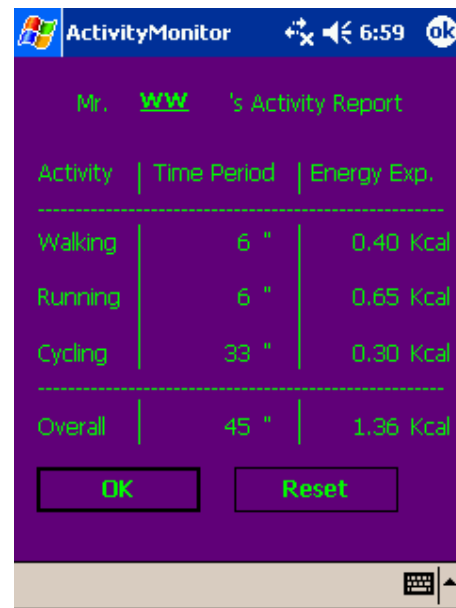 ActivityMonitor 6:59 ok
Mr. WW 's Activity Report
Activity | Time Period | Energy Exp.
Walking 6 " 0.40 Kcal
Running 6 " 0.65 Kcal
Cycling 33 " 0.30 Kcal
Overall 45 " 1.36 Kcal
OK Reset